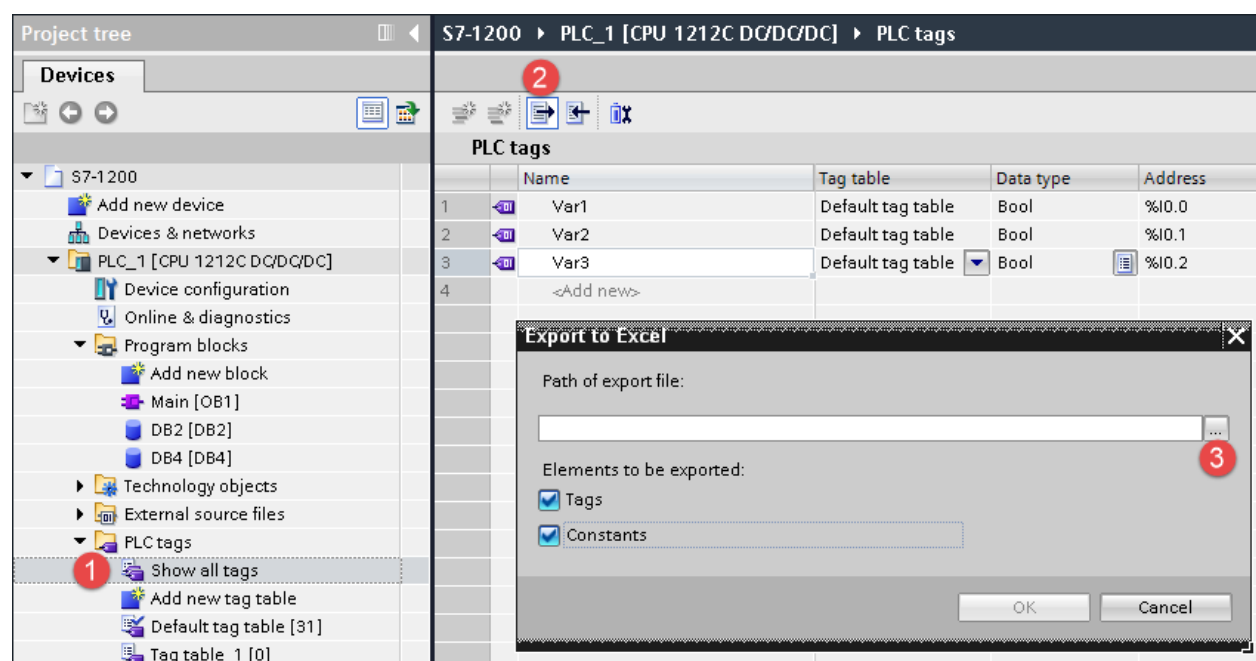 Project tree
Devices
S7-1200
Add new device
Devices & networks
PLC_1 [CPU 1212C DC/DC/DC]
Device configuration
Online & diagnostics
Program blocks
Add new block
Main [OB1]
DB2 [DB2]
DB4 [DB4]
Technology objects
External source files
PLC tags
1 Show all tags
Add new tag table
Default tag table [31]
Tag table_1 [0]
S7-1200 PLC_1 [CPU 1212C DC/DC/DC] PLC tags
2
PLC tags
Name Tag table Data type Address
1 Var1 Default tag table Bool %I0.0
2 Var2 Default tag table Bool %I0.1
3 Var3 Default tag table Bool %I0.2
4 <Add new>
Export to Excel
Path of export file:
...
3
Elements to be exported:
Tags
Constants
OK Cancel